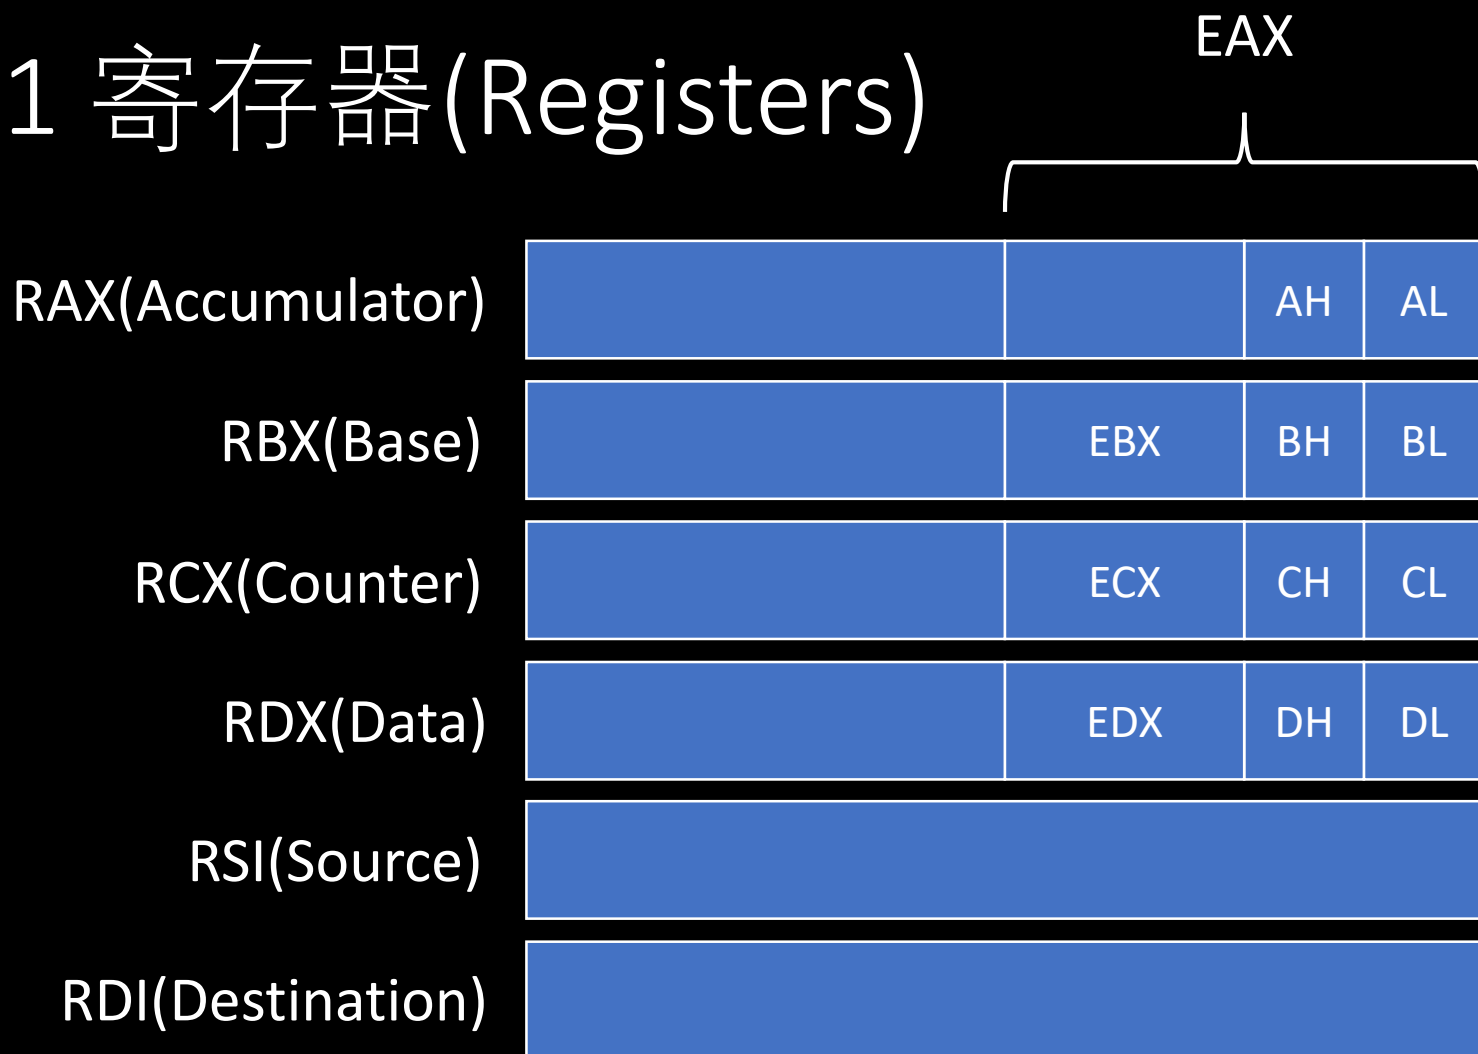 1 寄存器(Registers)
EAX
RAX(Accumulator)
AH
AL
RBX(Base)
EBX
BH
BL
RCX(Counter)
ECX
CH
CL
RDX(Data)
EDX
DH
DL
RSI(Source)
RDI(Destination)